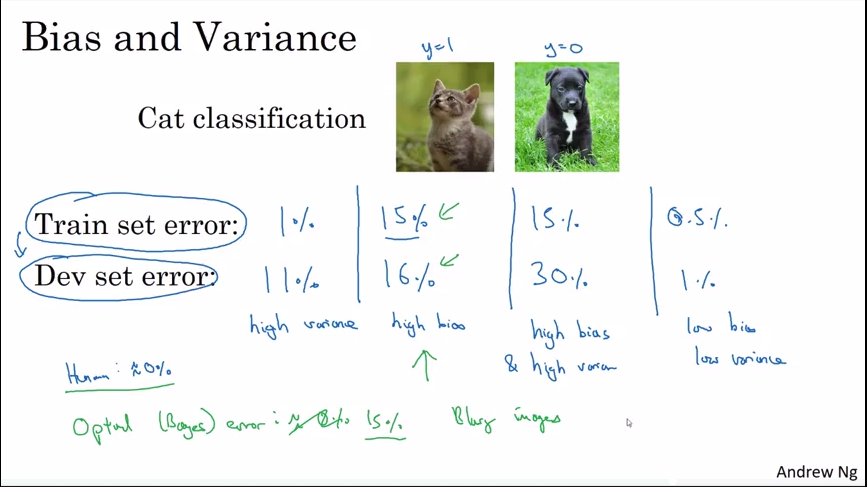 Bias and Variance
y=1
y=0
Cat classification
Train set error: 1% 15% 15% 0.5%
Dev set error: 11% 16% 30% 1%
high variance high bias high bias low bias
& high varian low variance
Human: ≈0%
Optul (Bayes) error: ≈ 0% 15% Blury images
Andrew Ng